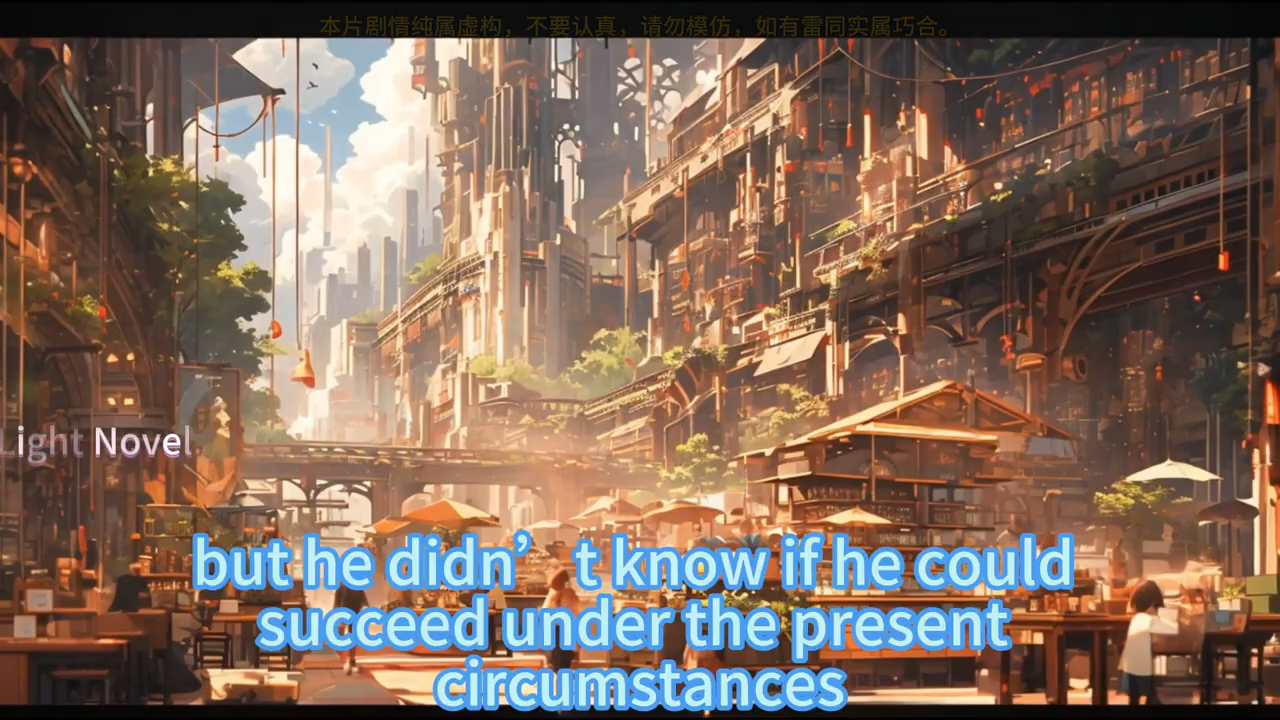 本片剧情纯属虚构，不要认真，请勿模仿，如有雷同实属巧合。
Light Novel
but he didn’ t know if he could
succeed under the present
circumstances